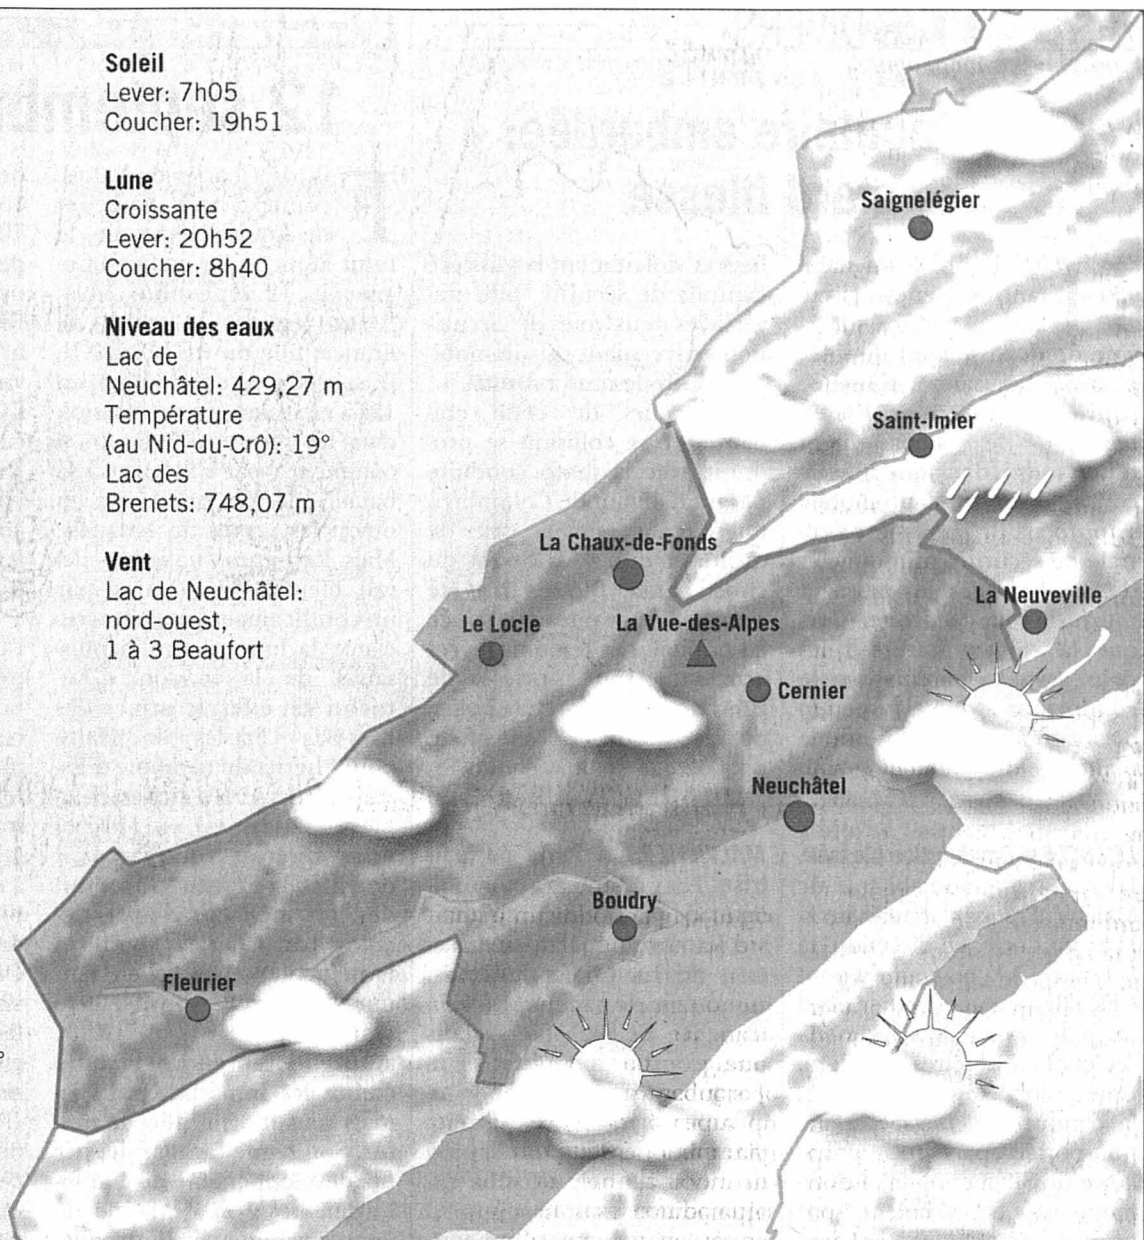 Soleil
Lever: 7h05
Coucher: 19h51
Lune
Croissante
Lever: 20h52
Coucher: 8h40
Niveau des eaux
Lac de
Neuchâtel: 429,27 m
Température
(au Nid-du-Crô): 19°
Lac des
Brenets: 748,07 m
Vent
Lac de Neuchâtel:
nord-ouest,
1 à 3 Beaufort
Saignelégier
Saint-Imier
La Chaux-de-Fonds
La Neuveville
Le Locle
La Vue-des-Alpes
Cernier
Neuchâtel
Boudry
Fleurier